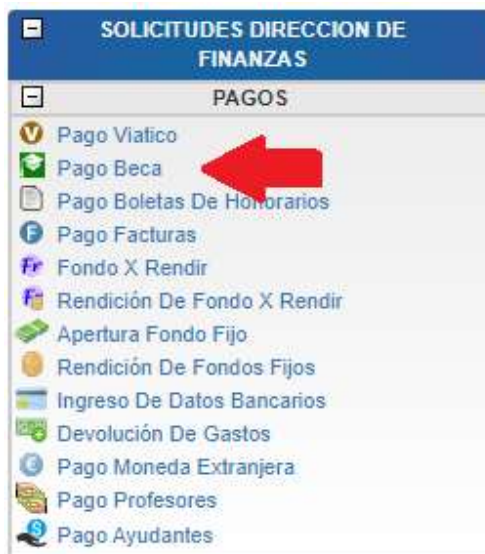 SOLICITUDES DIRECCION DE
FINANZAS
PAGOS
Pago Viatico
Pago Beca
Pago Boletas De Honorarios
Pago Facturas
Fondo X Rendir
Rendición De Fondo X Rendir
Apertura Fondo Fijo
Rendición De Fondos Fijos
Ingreso De Datos Bancarios
Devolución De Gastos
Pago Moneda Extranjera
Pago Profesores
Pago Ayudantes